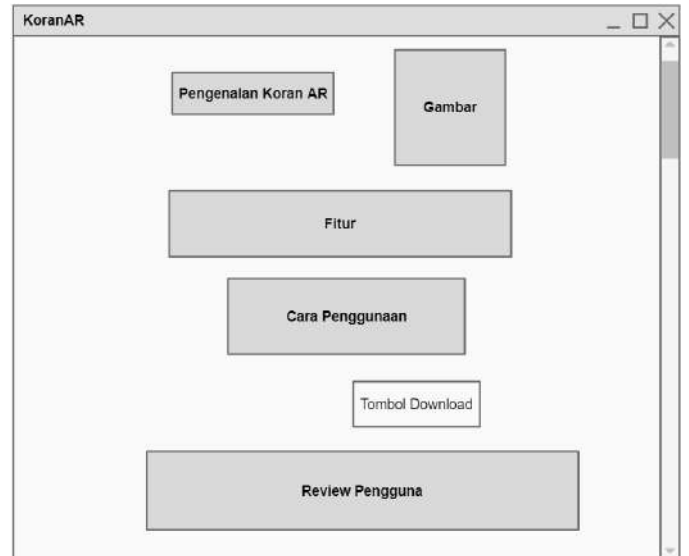 KoranAR
Pengenalan Koran AR
Gambar
Fitur
Cara Penggunaan
Tombol Download
Review Pengguna